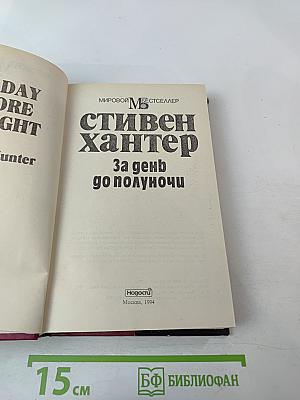 DAY
ORE
GHT
unter
МИРОВОЙ БЕСТСЕЛЛЕР
СТИВЕН
ХАНТЕР
За день
до полуночи
Новости
Москва, 1994
15 см
БФ БИБЛИОФАН